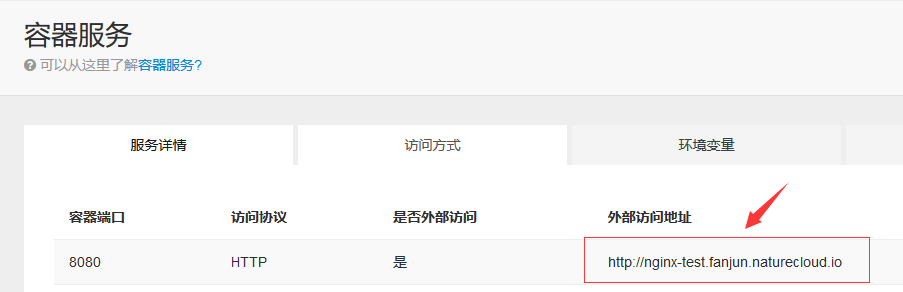 容器服务
可以从这里了解容器服务?
服务详情 访问方式 环境变量
容器端口 访问协议 是否外部访问 外部访问地址
8080 HTTP 是 http://nginx-test.fanjun.naturecloud.io